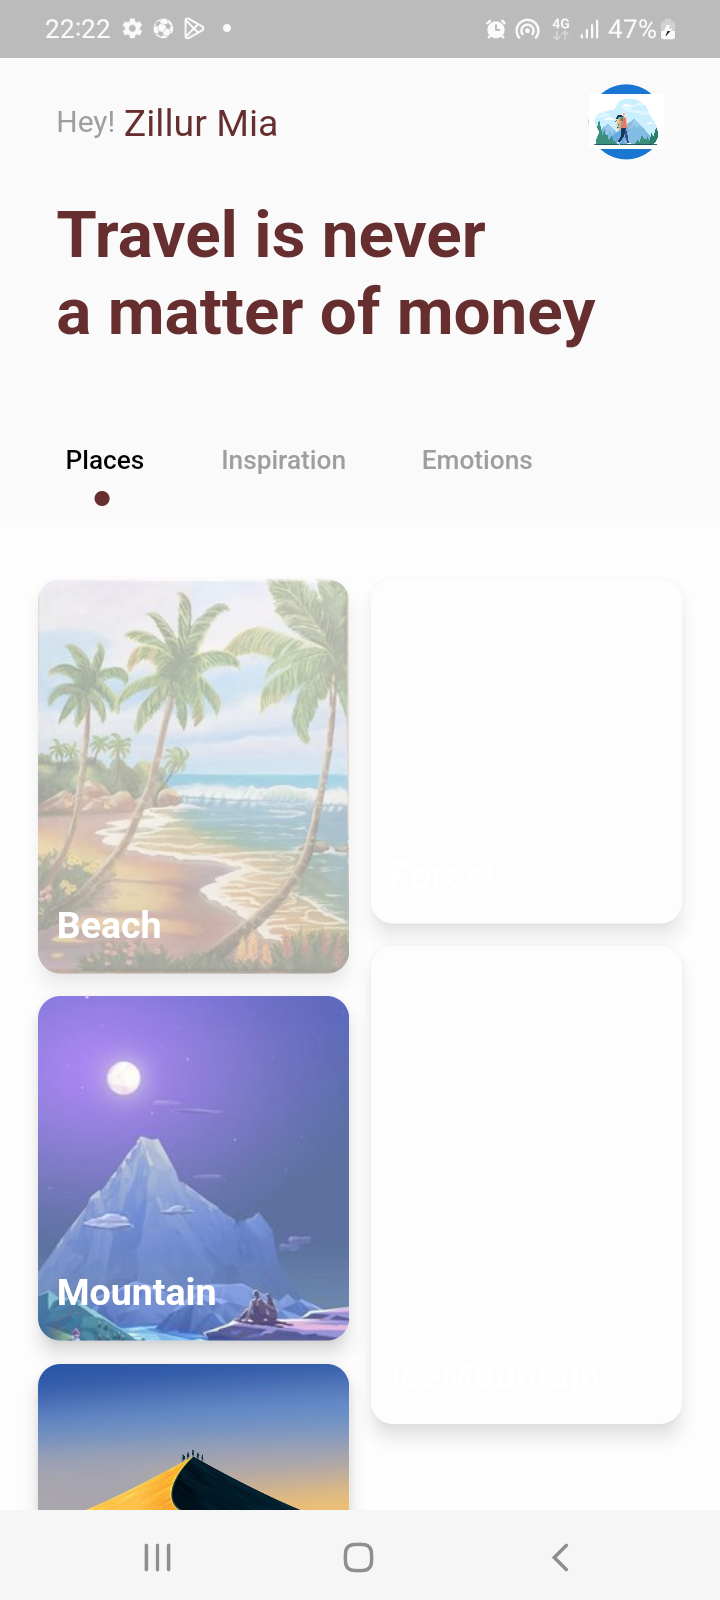 22:22
4G
47%
Hey! Zillur Mia
Travel is never
a matter of money
Places Inspiration Emotions
Beach
Forest
Mountain
IceMountain